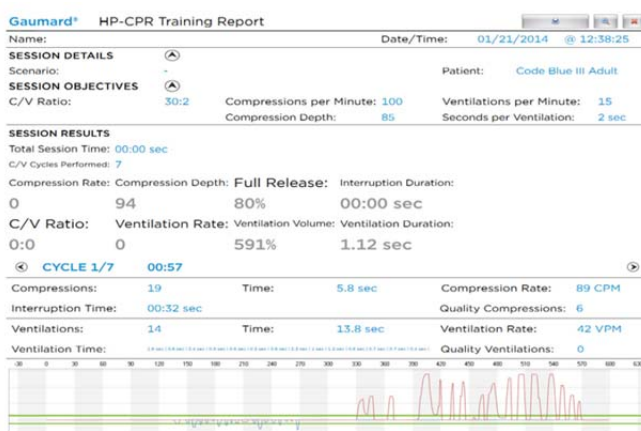 Gaumard® HP-CPR Training Report
Name: Date/Time: 01/21/2014 @ 12:38:25
SESSION DETAILS
Scenario: - Patient: Code Blue III Adult
SESSION OBJECTIVES
C/V Ratio: 30:2 Compressions per Minute: 100 Ventilations per Minute: 15
Compression Depth: 85 Seconds per Ventilation: 2 sec
SESSION RESULTS
Total Session Time: 00:00 sec
C/V Cycles Performed: 7
Compression Rate: Compression Depth: Full Release: Interruption Duration:
0 94 80% 00:00 sec
C/V Ratio: Ventilation Rate: Ventilation Volume: Ventilation Duration:
0:0 0 591% 1.12 sec
CYCLE 1/7 00:57
Compressions: 19 Time: 5.8 sec Compression Rate: 89 CPM
Interruption Time: 00:32 sec Quality Compressions: 6
Ventilations: 14 Time: 13.8 sec Ventilation Rate: 42 VPM
Ventilation Time: Quality Ventilations: 0
-30 0 30 60 90 120 150 180 210 240 270 300 330 360 390 420 450 480 510 540 570 600 630